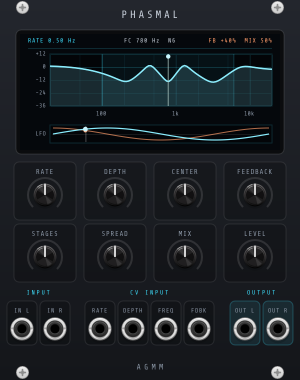 PHASMAL
RATE 0.50 Hz FC 780 Hz N6 FB +40% MIX 50%
+12
0
-12
-24
-36
100 1k 10k
LFO
RATE DEPTH CENTER FEEDBACK
STAGES SPREAD MIX LEVEL
INPUT CV INPUT OUTPUT
IN L IN R RATE DEPTH FREQ FDBK OUT L OUT R
AGMM